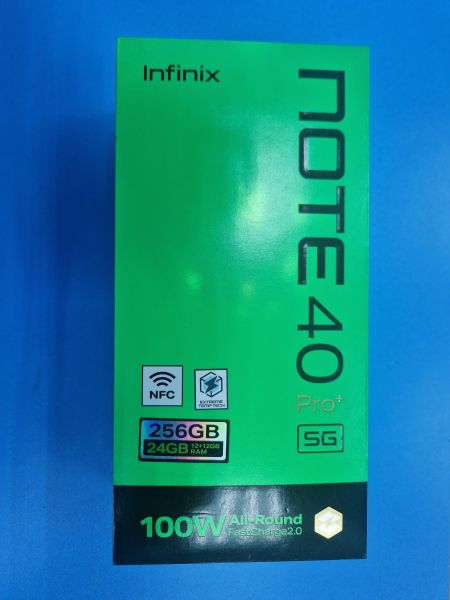 Infinix
NOTE 40
Pro+
5G
NFC
EXTREME
TEMP TECH
256GB
24GB 12+12GB
RAM
100W All-Round
FastCharge2.0